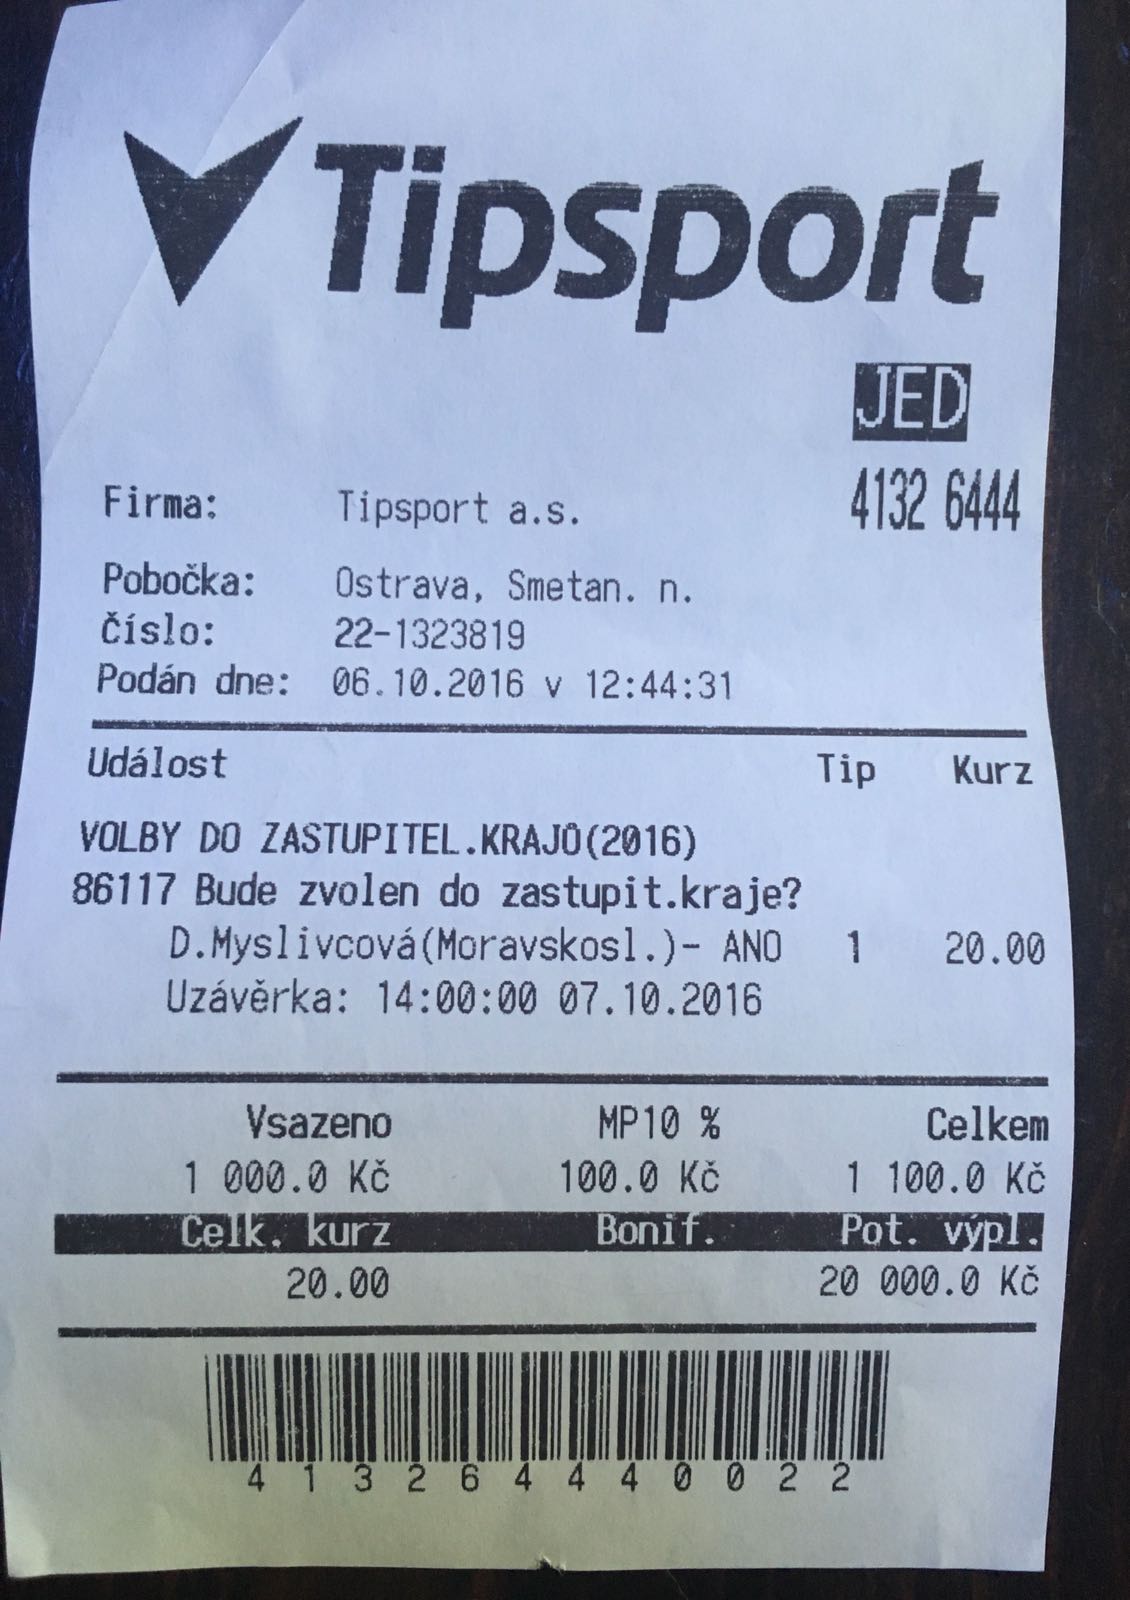 Tipsport
JED
4132 6444
Firma: Tipsport a.s.
Pobočka: Ostrava, Smetan. n.
Číslo: 22-1323819
Podán dne: 06.10.2016 v 12:44:31
Událost Tip Kurz
VOLBY DO ZASTUPITEL.KRAJŮ(2016)
86117 Bude zvolen do zastupit.kraje?
D.Myslivcová(Moravskosl.)- ANO 1 20.00
Uzávěrka: 14:00:00 07.10.2016
Vsazeno MP10 % Celkem
1 000.0 Kč 100.0 Kč 1 100.0 Kč
Celk. kurz Bonif. Pot. výpl.
20.00 20 000.0 Kč
413264440022